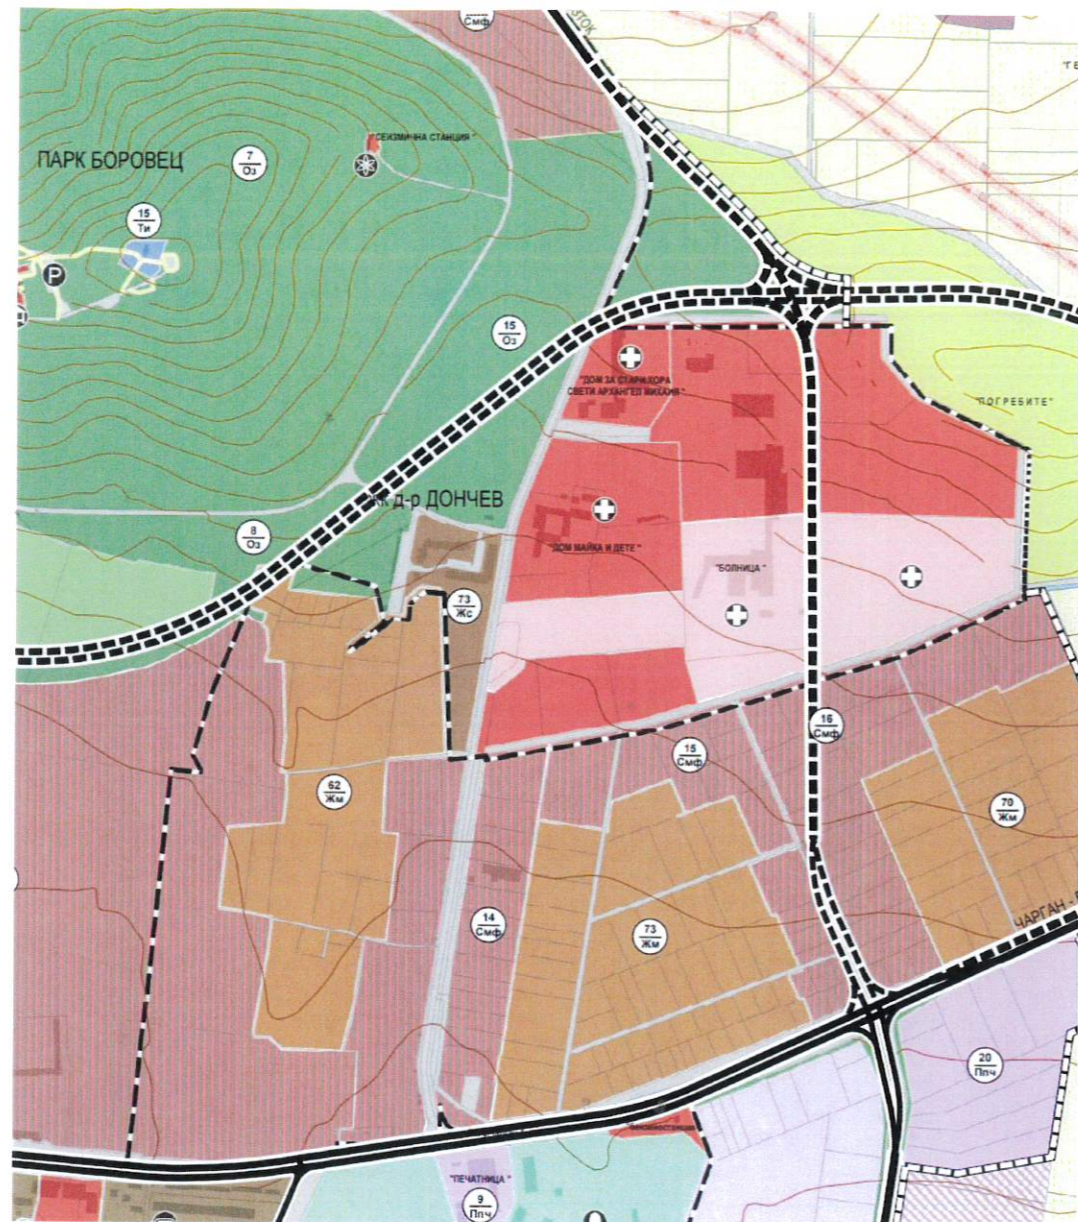 Смф
ЗТОК
СЕИЗМИЧНА СТАНЦИЯ "
ПАРК БОРОВЕЦ
7
Оз
15
Ти
P
15
Оз
"ДОМ ЗА СТАРИ ХОРА
СВЕТИ АРХАНГЕЛ МИХАИЛ"
"ПОГРЕБИТЕ"
жк д-р ДОНЧЕВ
8
Оз
"ДОМ МАЙКА И ДЕТЕ "
"БОЛНИЦА "
73
Жс
16
Смф
15
Смф
62
Жм
70
Жм
14
Смф
73
Жм
ЧАРГАН -
20
Ппч
"ПЕЧАТНИЦА "
9
Ппч